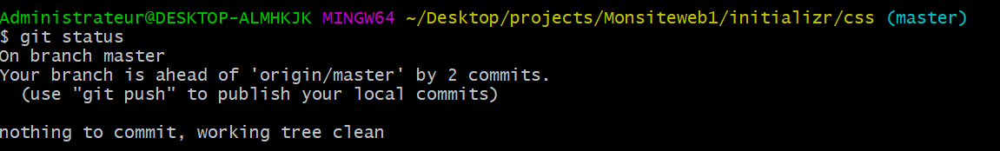 Administrateur@DESKTOP-ALMHKJK MINGW64 ~/Desktop/projects/Monsiteweb1/initializr/css (master)
$ git status
On branch master
Your branch is ahead of 'origin/master' by 2 commits.
  (use "git push" to publish your local commits)

nothing to commit, working tree clean